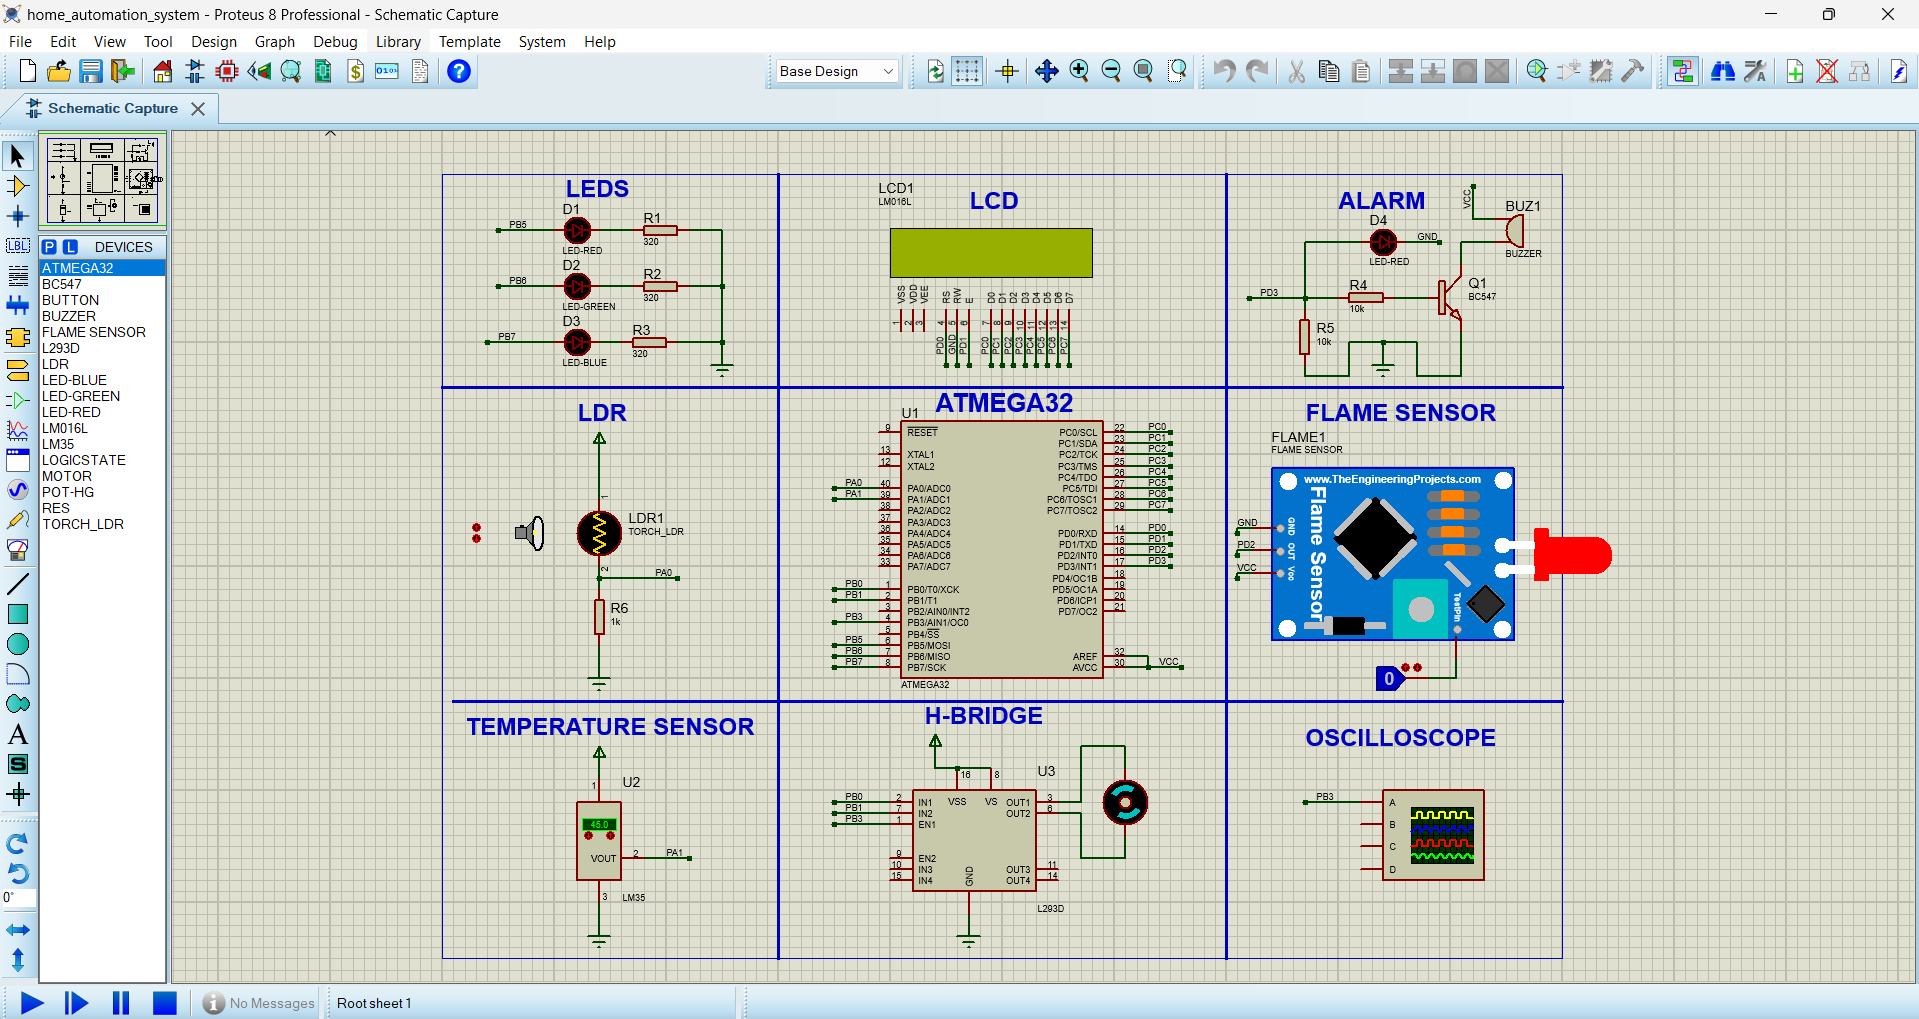 home_automation_system - Proteus 8 Professional - Schematic Capture
File Edit View Tool Design Graph Debug Library Template System Help
Base Design
Schematic Capture
P L DEVICES
ATMEGA32
BC547
BUTTON
BUZZER
FLAME SENSOR
L293D
LDR
LED-BLUE
LED-GREEN
LED-RED
LM016L
LM35
LOGICSTATE
MOTOR
POT-HG
RES
TORCH_LDR
LBL
A
S
0°
LEDS
D1
PB5
LED-RED
R1
320
D2
PB6
LED-GREEN
R2
320
D3
PB7
LED-BLUE
R3
320
LCD1
LM016L
LCD
VSS VDD VEE RS RW E D0 D1 D2 D3 D4 D5 D6 D7
1 2 3 4 5 6 7 8 9 10 11 12 13 14
PD0 GND PD1 PC0 PC1 PC2 PC3 PC4 PC5 PC6 PC7
ALARM
D4
GND
LED-RED
VCC
BUZ1
BUZZER
PD3
R4
10k
Q1
BC547
R5
10k
LDR
1
LDR1
TORCH_LDR
2
PA0
R6
1k
ATMEGA32
U1
9 RESET
13 XTAL1
12 XTAL2
PA0 40 PA0/ADC0
PA1 39 PA1/ADC1
38 PA2/ADC2
37 PA3/ADC3
36 PA4/ADC4
35 PA5/ADC5
34 PA6/ADC6
33 PA7/ADC7
PB0 1 PB0/T0/XCK
PB1 2 PB1/T1
3 PB2/AIN0/INT2
PB3 4 PB3/AIN1/OC0
5 PB4/SS
PB5 6 PB5/MOSI
PB6 7 PB6/MISO
PB7 8 PB7/SCK
PC0/SCL 22 PC0
PC1/SDA 23 PC1
PC2/TCK 24 PC2
PC3/TMS 25 PC3
PC4/TDO 26 PC4
PC5/TDI 27 PC5
PC6/TOSC1 28 PC6
PC7/TOSC2 29 PC7
PD0/RXD 14 PD0
PD1/TXD 15 PD1
PD2/INT0 16 PD2
PD3/INT1 17 PD3
PD4/OC1B 18
PD5/OC1A 19
PD6/ICP1 20
PD7/OC2 21
AREF 32
AVCC 30 VCC
ATMEGA32
FLAME SENSOR
FLAME1
FLAME SENSOR
www.TheEngineeringProjects.com
Flame Sensor
GND GND
PD2 OUT
VCC Vcc
TestPin
0
TEMPERATURE SENSOR
U2
1
45.0
VOUT 2 PA1
3 LM35
H-BRIDGE
U3
16 8
VSS VS
PB0 2 IN1
PB1 7 IN2
PB3 1 EN1
9 EN2
10 IN3
15 IN4
OUT1 3
OUT2 6
OUT3 11
OUT4 14
GND
L293D
OSCILLOSCOPE
PB3 A
B
C
D
No Messages
Root sheet 1